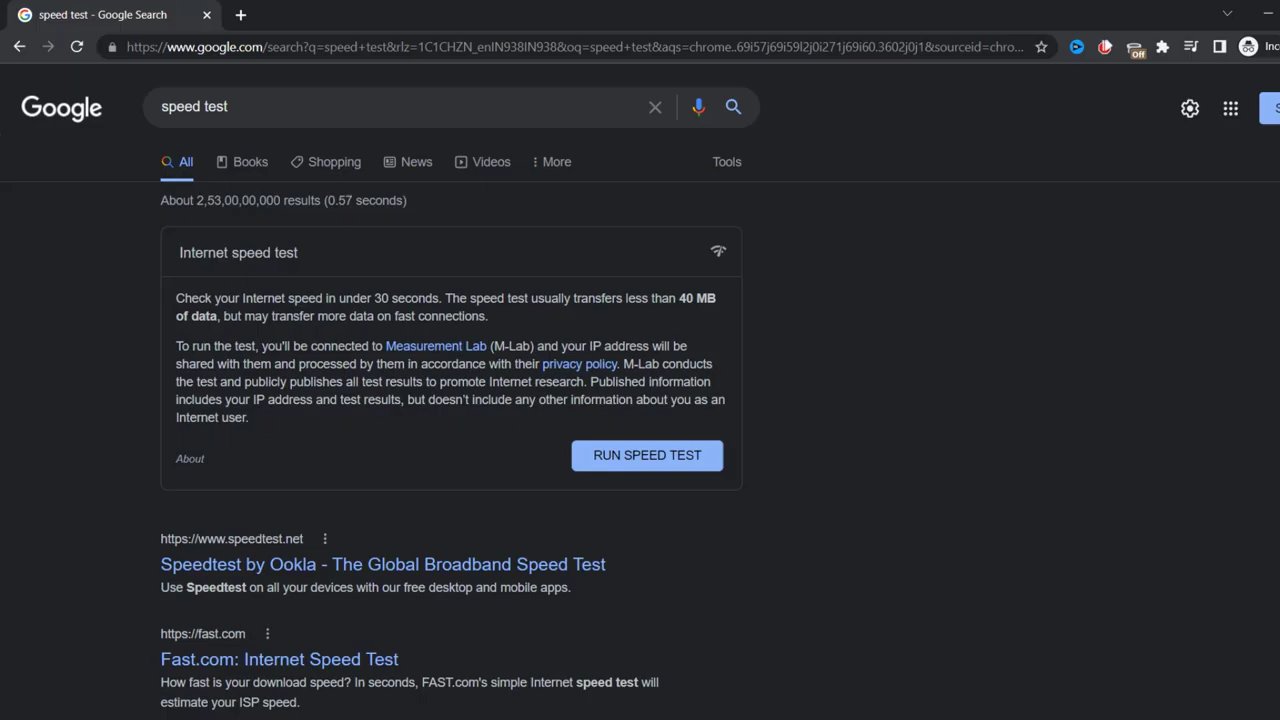 speed test - Google Search
https://www.google.com/search?q=speed+test&rlz=1C1CHZN_enIN938IN938&oq=speed+test&aqs=chrome..69i57j69i59l2j0i271j69i60.3602j0j1&sourceid=chro...
Off
Google
speed test
All
Books
Shopping
News
Videos
More
Tools
About 2,53,00,00,000 results (0.57 seconds)
Internet speed test
Check your Internet speed in under 30 seconds. The speed test usually transfers less than 40 MB
of data, but may transfer more data on fast connections.
To run the test, you'll be connected to Measurement Lab (M-Lab) and your IP address will be
shared with them and processed by them in accordance with their privacy policy. M-Lab conducts
the test and publicly publishes all test results to promote Internet research. Published information
includes your IP address and test results, but doesn't include any other information about you as an
Internet user.
About
RUN SPEED TEST
https://www.speedtest.net
Speedtest by Ookla - The Global Broadband Speed Test
Use Speedtest on all your devices with our free desktop and mobile apps.
https://fast.com
Fast.com: Internet Speed Test
How fast is your download speed? In seconds, FAST.com's simple Internet speed test will
estimate your ISP speed.